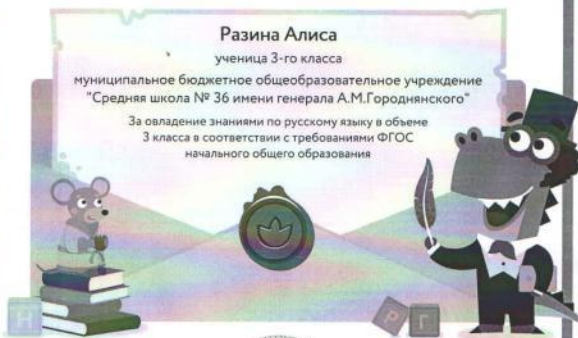 Разина Алиса
ученица 3-го класса
муниципальное бюджетное общеобразовательное учреждение
"Средняя школа № 36 имени генерала А.М.Городнянского"
За овладение знаниями по русскому языку в объеме
3 класса в соответствии с требованиями ФГОС
начального общего образования
Н
Р Г